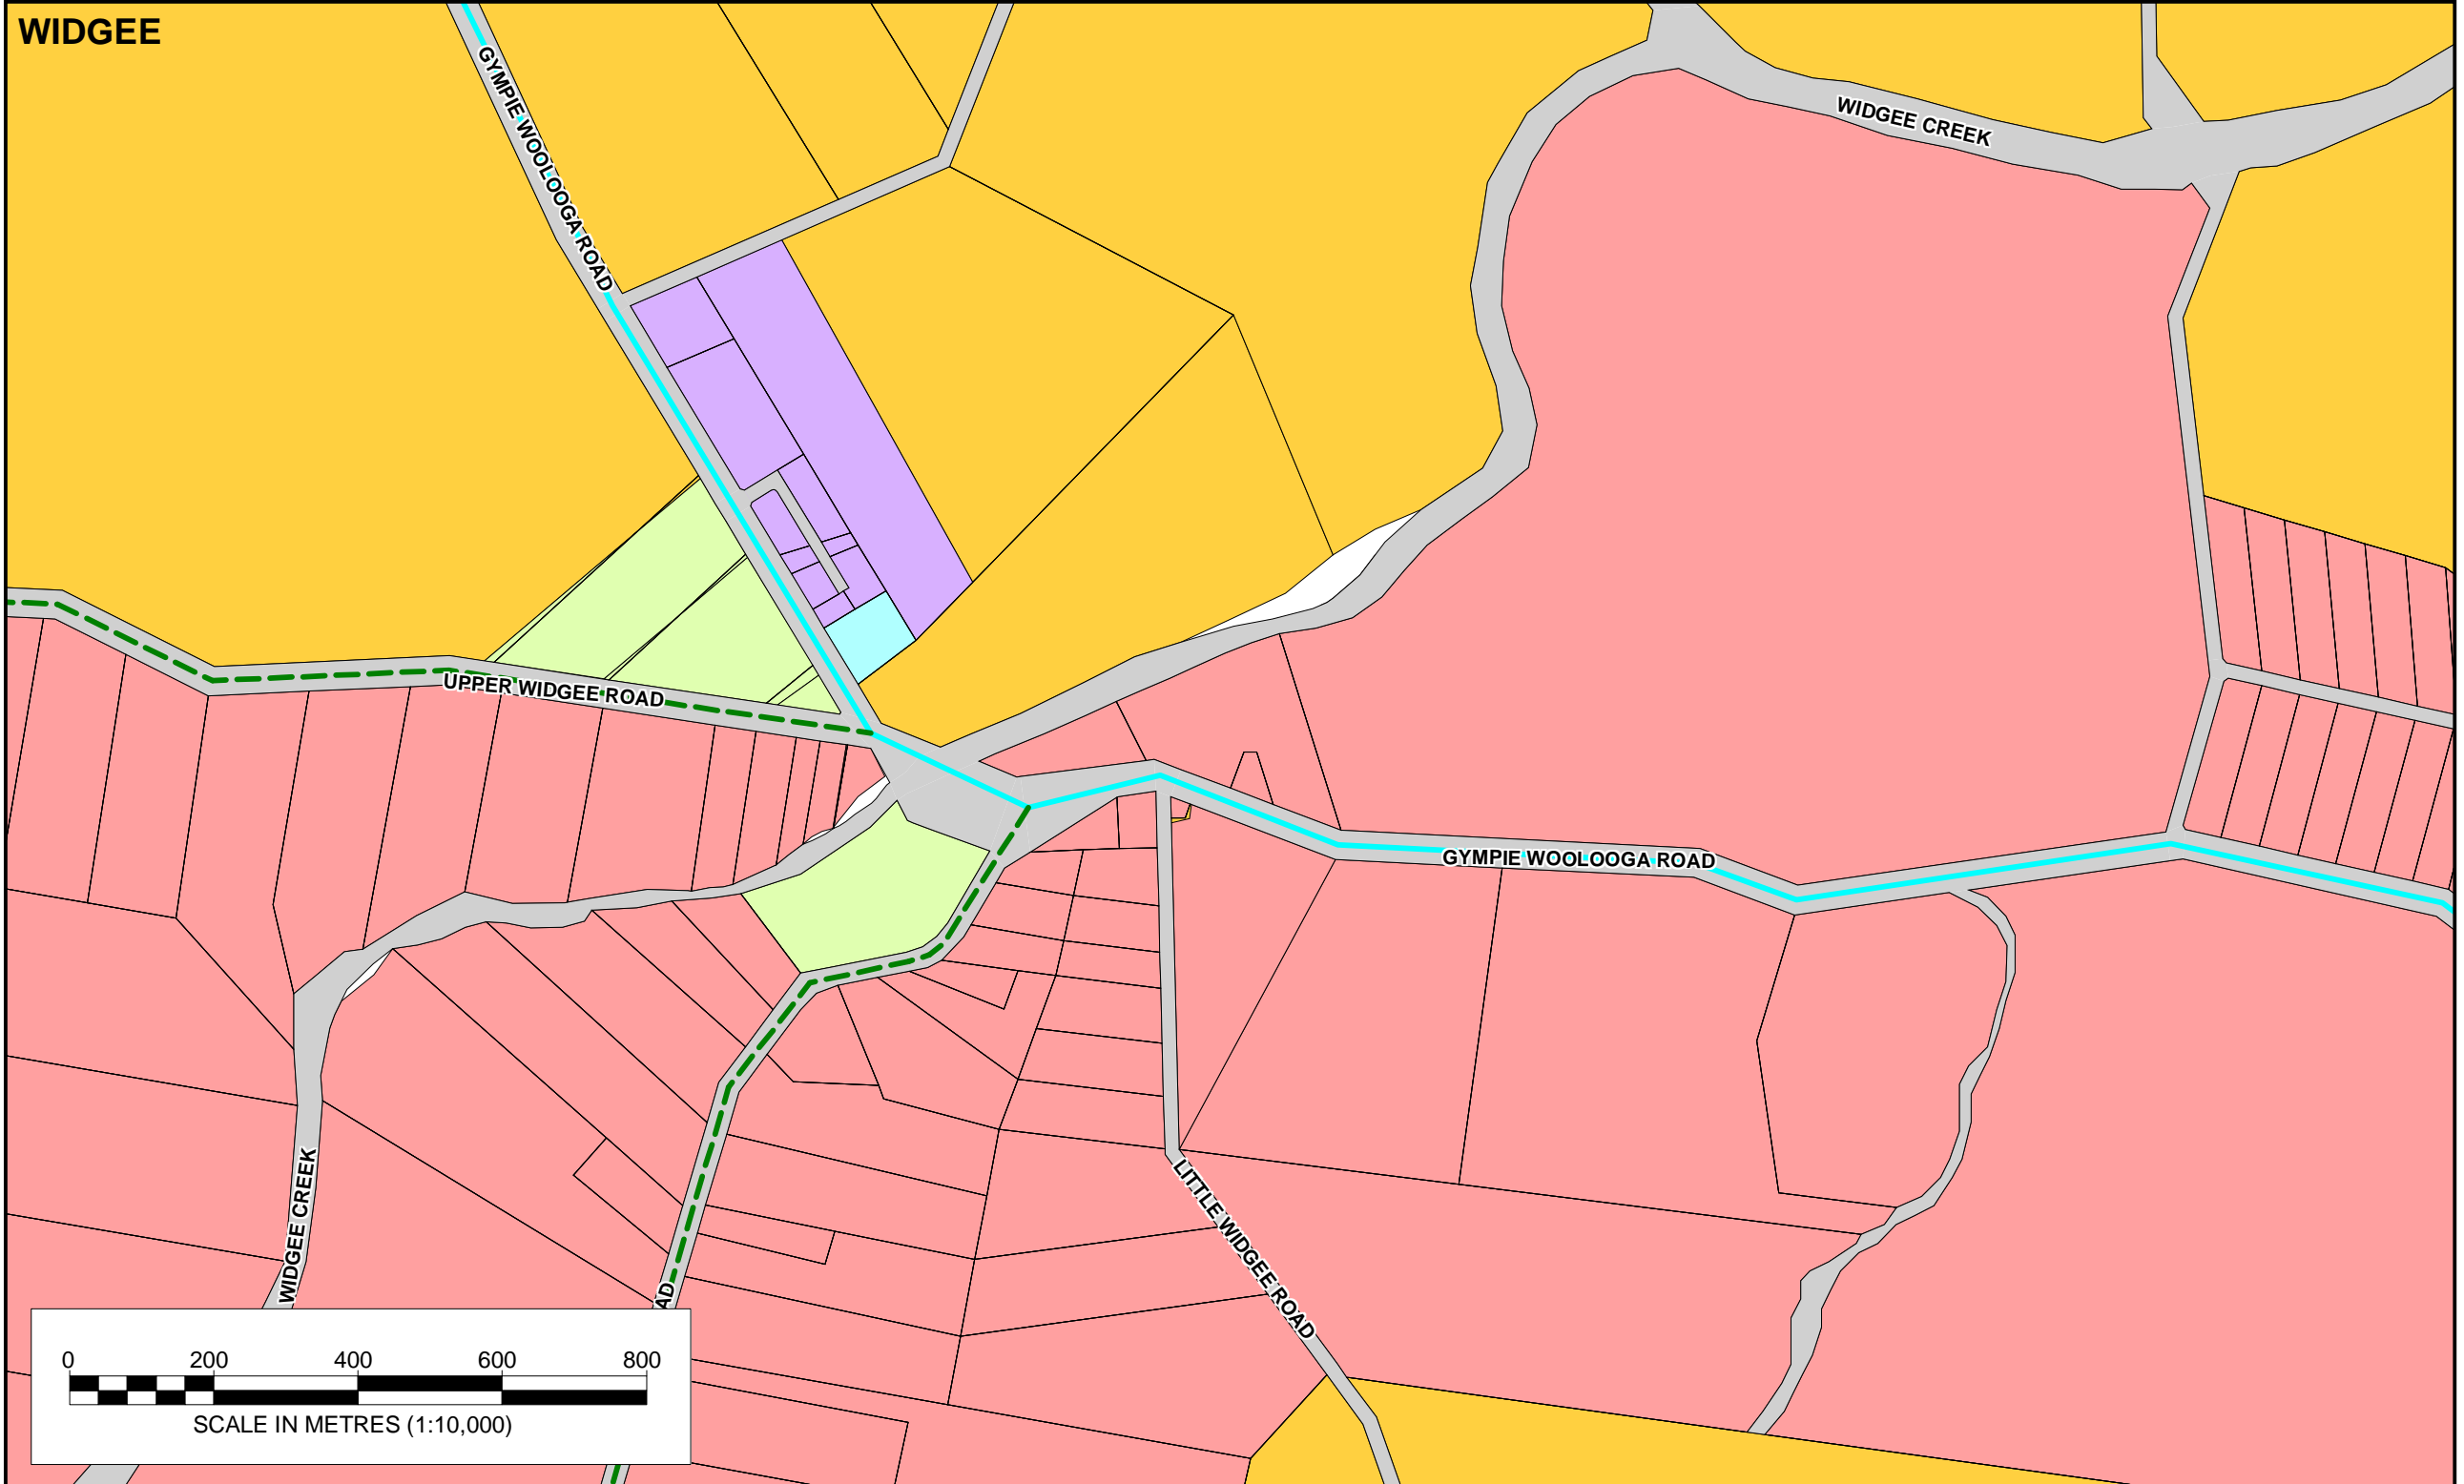 WIDGEE
GYMPIE WOOLOOGA ROAD
WIDGEE CREEK
UPPER WIDGEE ROAD
GYMPIE WOOLOOGA ROAD
WIDGEE CREEK
LITTLE WIDGEE ROAD
AD
0 200 400 600 800
SCALE IN METRES (1:10,000)